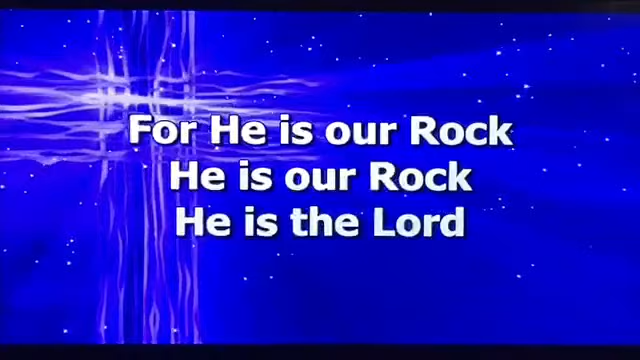 For He is our Rock
He is our Rock
He is the Lord